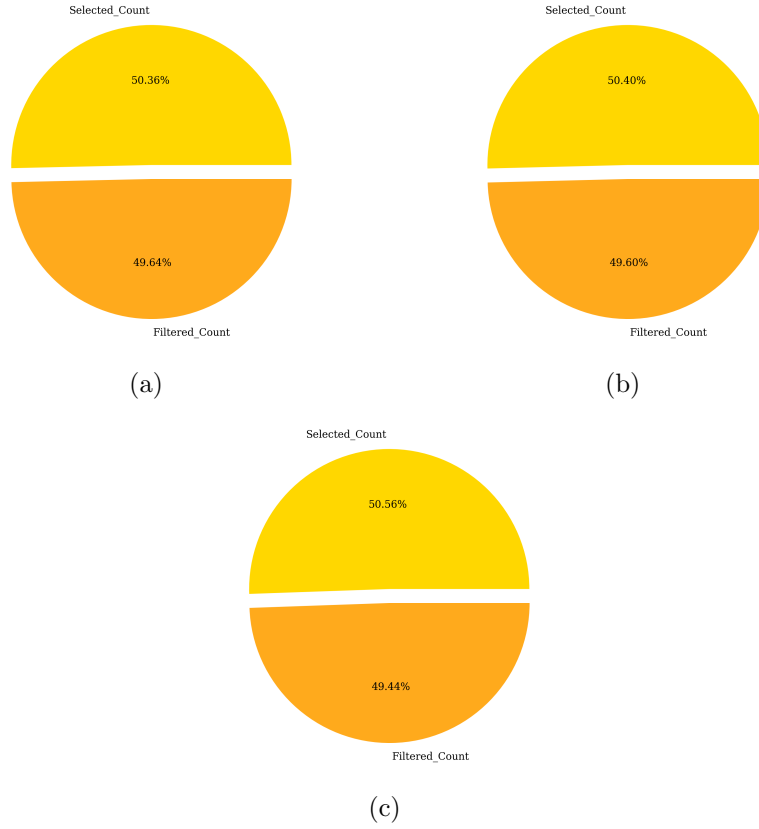 Selected_Count
50.36%
49.64%
Filtered_Count
(a)
Selected_Count
50.40%
49.60%
Filtered_Count
(b)
Selected_Count
50.56%
49.44%
Filtered_Count
(c)